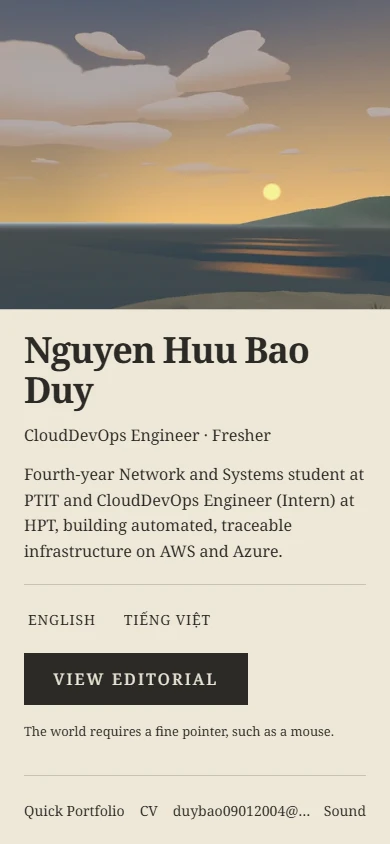 Nguyen Huu Bao
Duy
CloudDevOps Engineer · Fresher
Fourth-year Network and Systems student at
PTIT and CloudDevOps Engineer (Intern) at
HPT, building automated, traceable
infrastructure on AWS and Azure.
ENGLISH TIẾNG VIỆT
VIEW EDITORIAL
The world requires a fine pointer, such as a mouse.
Quick Portfolio CV duybao09012004@... Sound